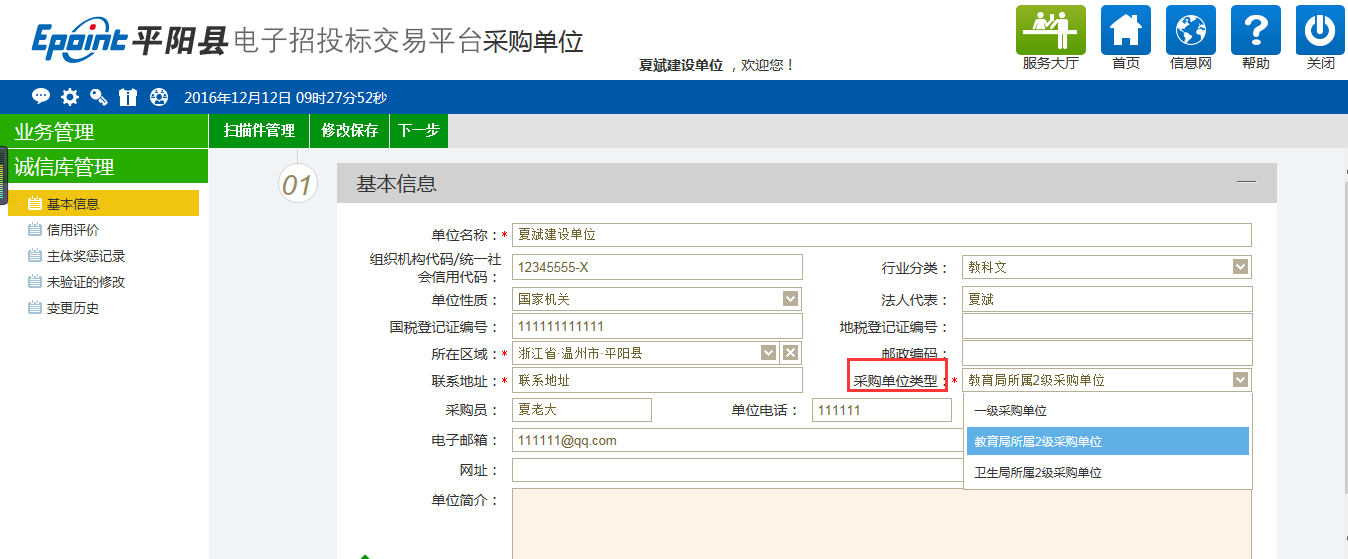 Epoint 平阳县 电子招投标交易平台采购单位
夏斌建设单位 ，欢迎您！
服务大厅 首页 信息网 帮助 关闭
2016年12月12日 09时27分52秒
业务管理
扫描件管理 修改保存 下一步
诚信库管理
基本信息
信用评价
主体奖惩记录
未验证的修改
变更历史
01 基本信息
单位名称：* 夏斌建设单位
组织机构代码/统一社
会信用代码： 12345555-X 行业分类： 教科文
单位性质： 国家机关 法人代表： 夏斌
国税登记证编号： 111111111111 地税登记证编号：
所在区域：* 浙江省·温州市·平阳县 邮政编码：
联系地址：* 联系地址 采购单位类型：* 教育局所属2级采购单位
采购员： 夏老大 单位电话： 111111
一级采购单位
教育局所属2级采购单位
卫生局所属2级采购单位
电子邮箱： 111111@qq.com
网址：
单位简介：